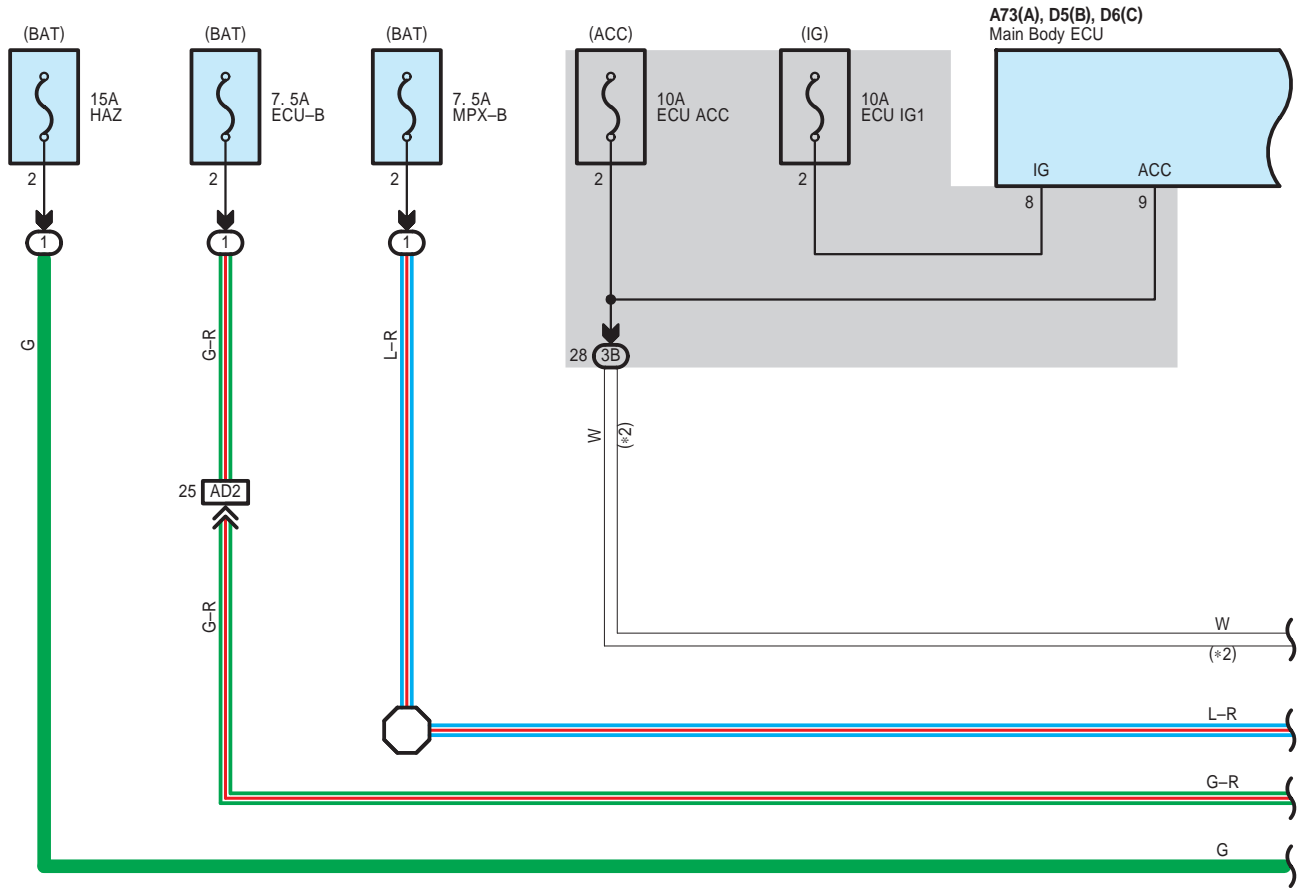 A73(A), D5(B), D6(C)
Main Body ECU
(BAT)
(BAT)
(BAT)
(ACC)
(IG)
15A
HAZ
7. 5A
ECU–B
7. 5A
MPX–B
10A
ECU ACC
10A
ECU IG1
IG
ACC
2
2
2
2
2
8
9
1
1
1
G
G–R
L–R
28
3B
W
(*2)
25
AD2
G–R
W
(*2)
L–R
G–R
G